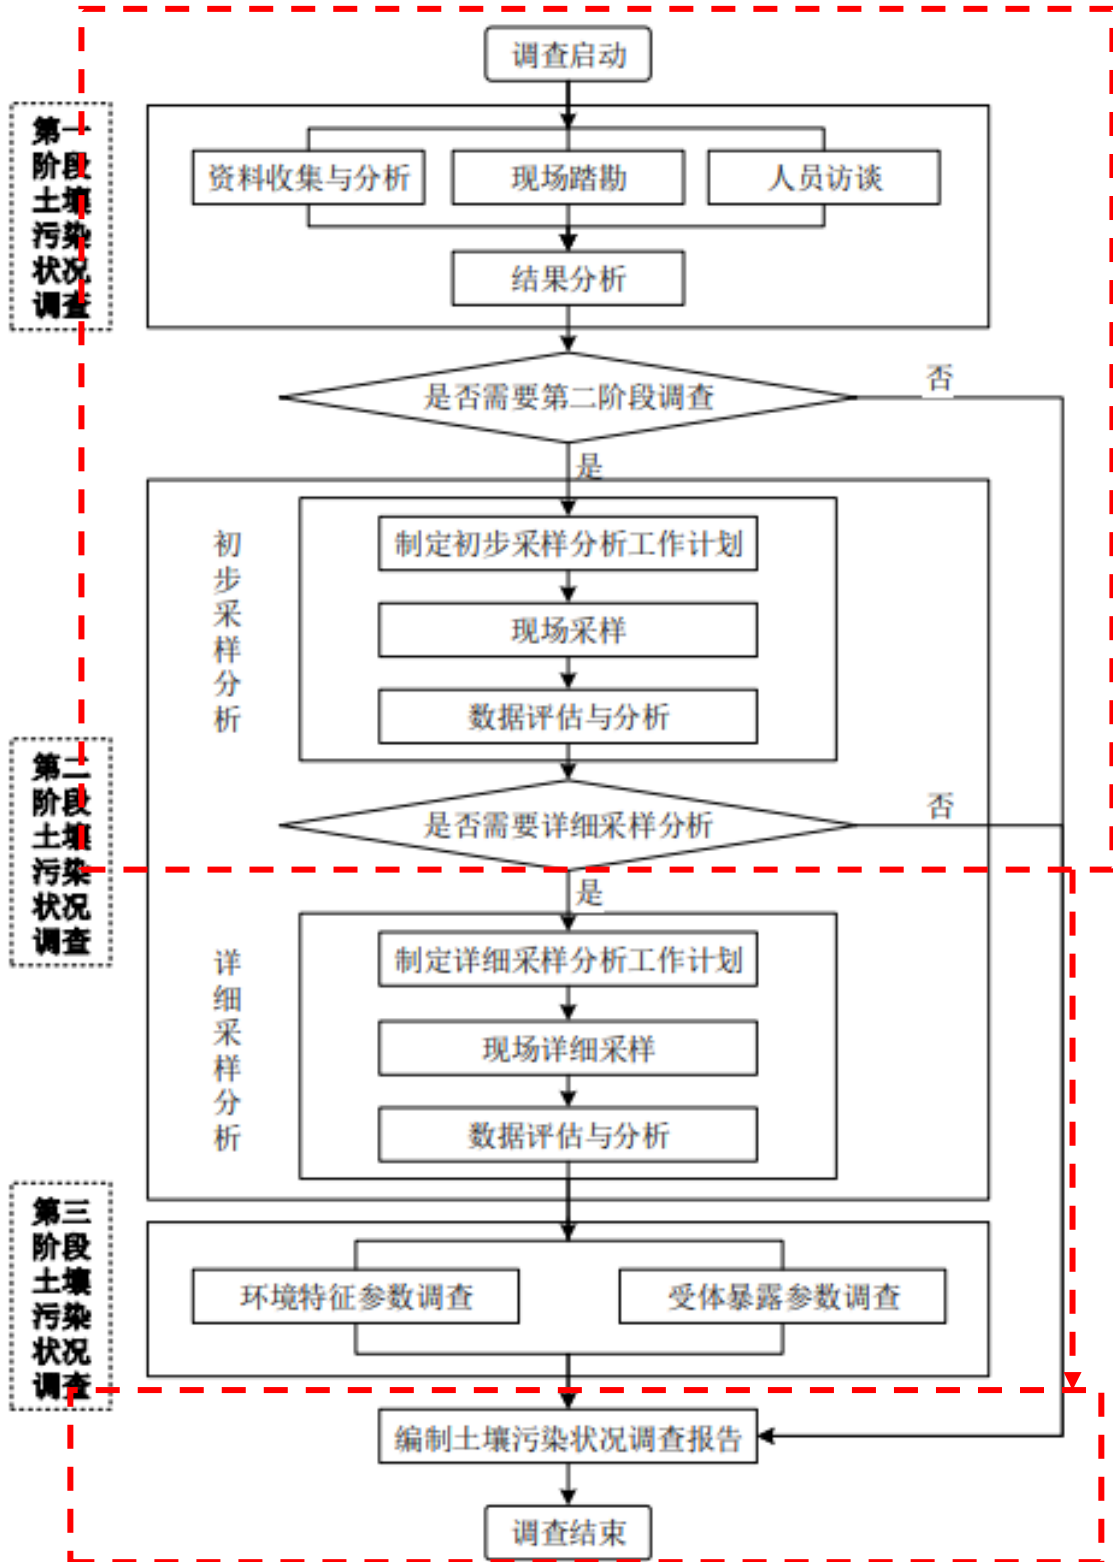 调查启动
第一
阶段
土壤
污染
状况
调查
资料收集与分析
现场踏勘
人员访谈
结果分析
是否需要第二阶段调查
否
是
初
步
采
样
分
析
制定初步采样分析工作计划
现场采样
数据评估与分析
第二
阶段
土壤
污染
状况
调查
是否需要详细采样分析
否
是
详
细
采
样
分
析
制定详细采样分析工作计划
现场详细采样
数据评估与分析
第三
阶段
土壤
污染
状况
调查
环境特征参数调查
受体暴露参数调查
编制土壤污染状况调查报告
调查结束